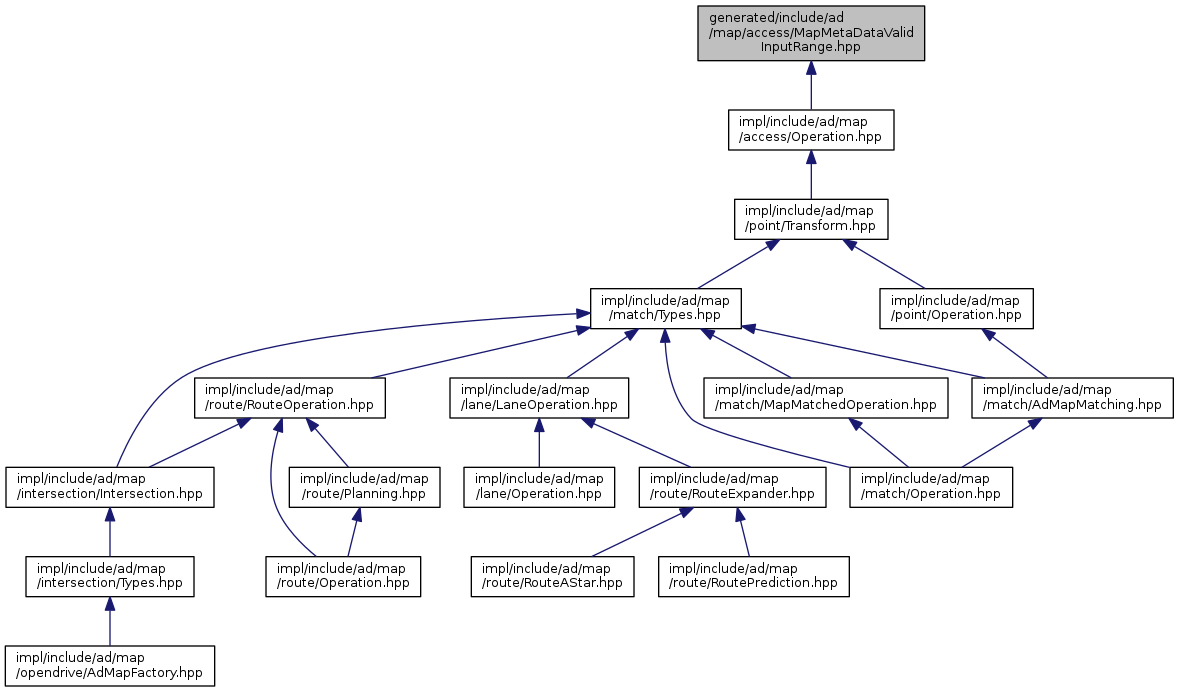 generated/include/ad
/map/access/MapMetaDataValid
InputRange.hpp
impl/include/ad/map
/access/Operation.hpp
impl/include/ad/map
/point/Transform.hpp
impl/include/ad/map
/match/Types.hpp
impl/include/ad/map
/point/Operation.hpp
impl/include/ad/map
/route/RouteOperation.hpp
impl/include/ad/map
/lane/LaneOperation.hpp
impl/include/ad/map
/match/MapMatchedOperation.hpp
impl/include/ad/map
/match/AdMapMatching.hpp
impl/include/ad/map
/intersection/Intersection.hpp
impl/include/ad/map
/route/Planning.hpp
impl/include/ad/map
/lane/Operation.hpp
impl/include/ad/map
/route/RouteExpander.hpp
impl/include/ad/map
/match/Operation.hpp
impl/include/ad/map
/intersection/Types.hpp
impl/include/ad/map
/route/Operation.hpp
impl/include/ad/map
/route/RouteAStar.hpp
impl/include/ad/map
/route/RoutePrediction.hpp
impl/include/ad/map
/opendrive/AdMapFactory.hpp